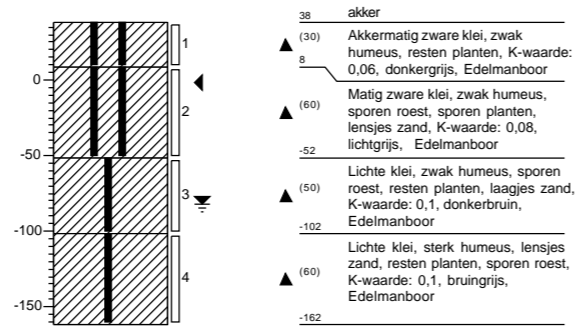 38 akker
1
(30) Akkermatig zware klei, zwak
humeus, resten planten, K-waarde:
8 0,06, donkergrijs, Edelmanboor
0
2
(60) Matig zware klei, zwak humeus,
sporen roest, sporen planten,
lensjes zand, K-waarde: 0,08,
lichtgrijs, Edelmanboor
-50
-52
3
(50) Lichte klei, zwak humeus, sporen
roest, resten planten, laagjes zand,
K-waarde: 0,1, donkerbruin,
Edelmanboor
-100
-102
4
(60) Lichte klei, sterk humeus, lensjes
zand, resten planten, sporen roest,
K-waarde: 0,1, bruingrijs,
Edelmanboor
-150
-162